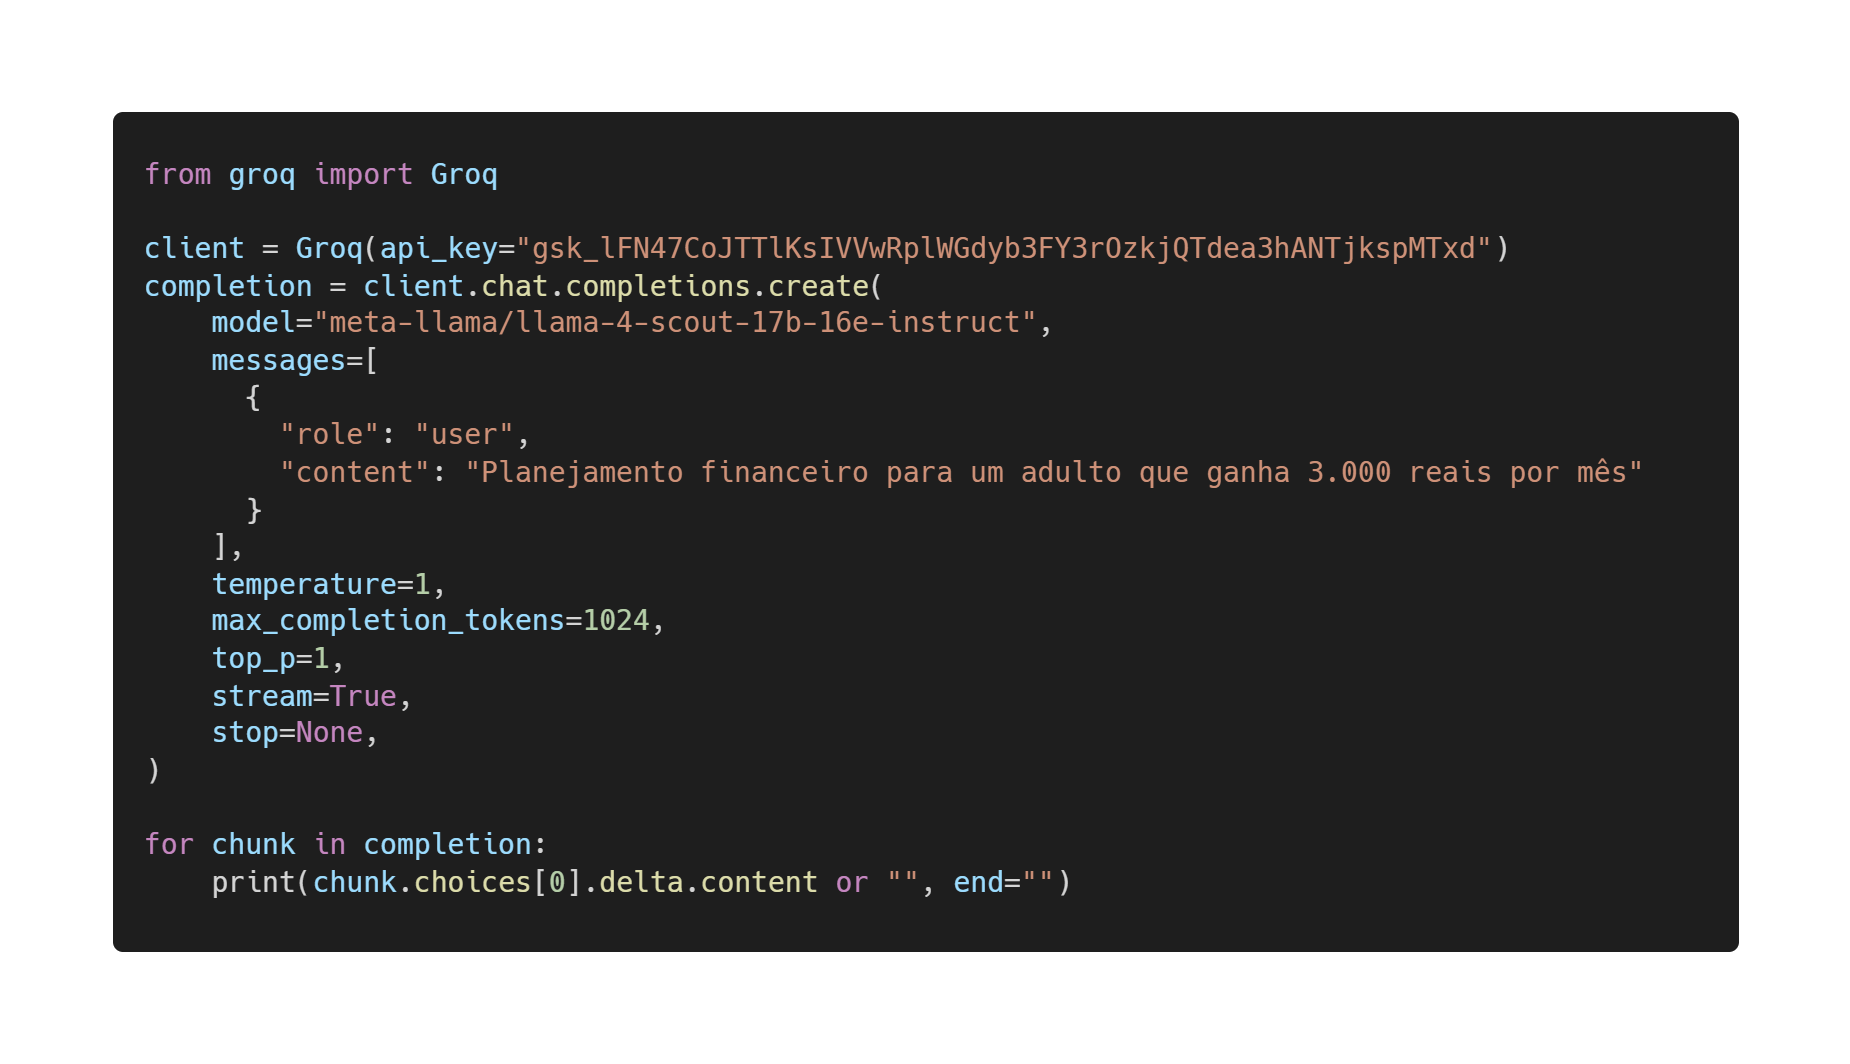 from groq import Groq
client = Groq(api_key="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")
completion = client.chat.completions.create(
    model="meta-llama/llama-4-scout-17b-16e-instruct",
    messages=[
      {
        "role": "user",
        "content": "Planejamento financeiro para um adulto que ganha 3.000 reais por mês"
      }
    ],
    temperature=1,
    max_completion_tokens=1024,
    top_p=1,
    stream=True,
    stop=None,
)
for chunk in completion:
    print(chunk.choices[0].delta.content or "", end="")